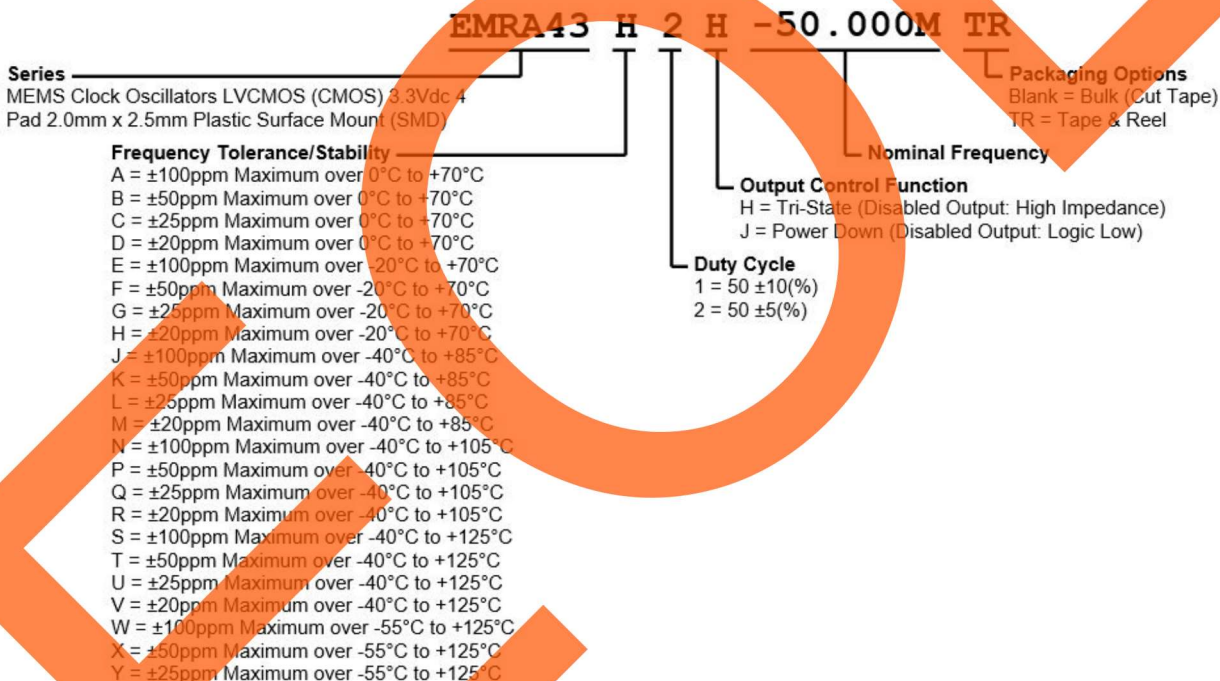 EMRA43 H 2 H -50.000M TR
Series
MEMS Clock Oscillators LVCMOS (CMOS) 3.3Vdc 4
Pad 2.0mm x 2.5mm Plastic Surface Mount (SMD)
Packaging Options
Blank = Bulk (Cut Tape)
TR = Tape & Reel
Frequency Tolerance/Stability
A = ±100ppm Maximum over 0°C to +70°C
B = ±50ppm Maximum over 0°C to +70°C
C = ±25ppm Maximum over 0°C to +70°C
D = ±20ppm Maximum over 0°C to +70°C
E = ±100ppm Maximum over -20°C to +70°C
F = ±50ppm Maximum over -20°C to +70°C
G = ±25ppm Maximum over -20°C to +70°C
H = ±20ppm Maximum over -20°C to +70°C
J = ±100ppm Maximum over -40°C to +85°C
K = ±50ppm Maximum over -40°C to +85°C
L = ±25ppm Maximum over -40°C to +85°C
M = ±20ppm Maximum over -40°C to +85°C
N = ±100ppm Maximum over -40°C to +105°C
P = ±50ppm Maximum over -40°C to +105°C
Q = ±25ppm Maximum over -40°C to +105°C
R = ±20ppm Maximum over -40°C to +105°C
S = ±100ppm Maximum over -40°C to +125°C
T = ±50ppm Maximum over -40°C to +125°C
U = ±25ppm Maximum over -40°C to +125°C
V = ±20ppm Maximum over -40°C to +125°C
W = ±100ppm Maximum over -55°C to +125°C
X = ±50ppm Maximum over -55°C to +125°C
Y = ±25ppm Maximum over -55°C to +125°C
Nominal Frequency
Output Control Function
H = Tri-State (Disabled Output: High Impedance)
J = Power Down (Disabled Output: Logic Low)
Duty Cycle
1 = 50 ±10(%)
2 = 50 ±5(%)